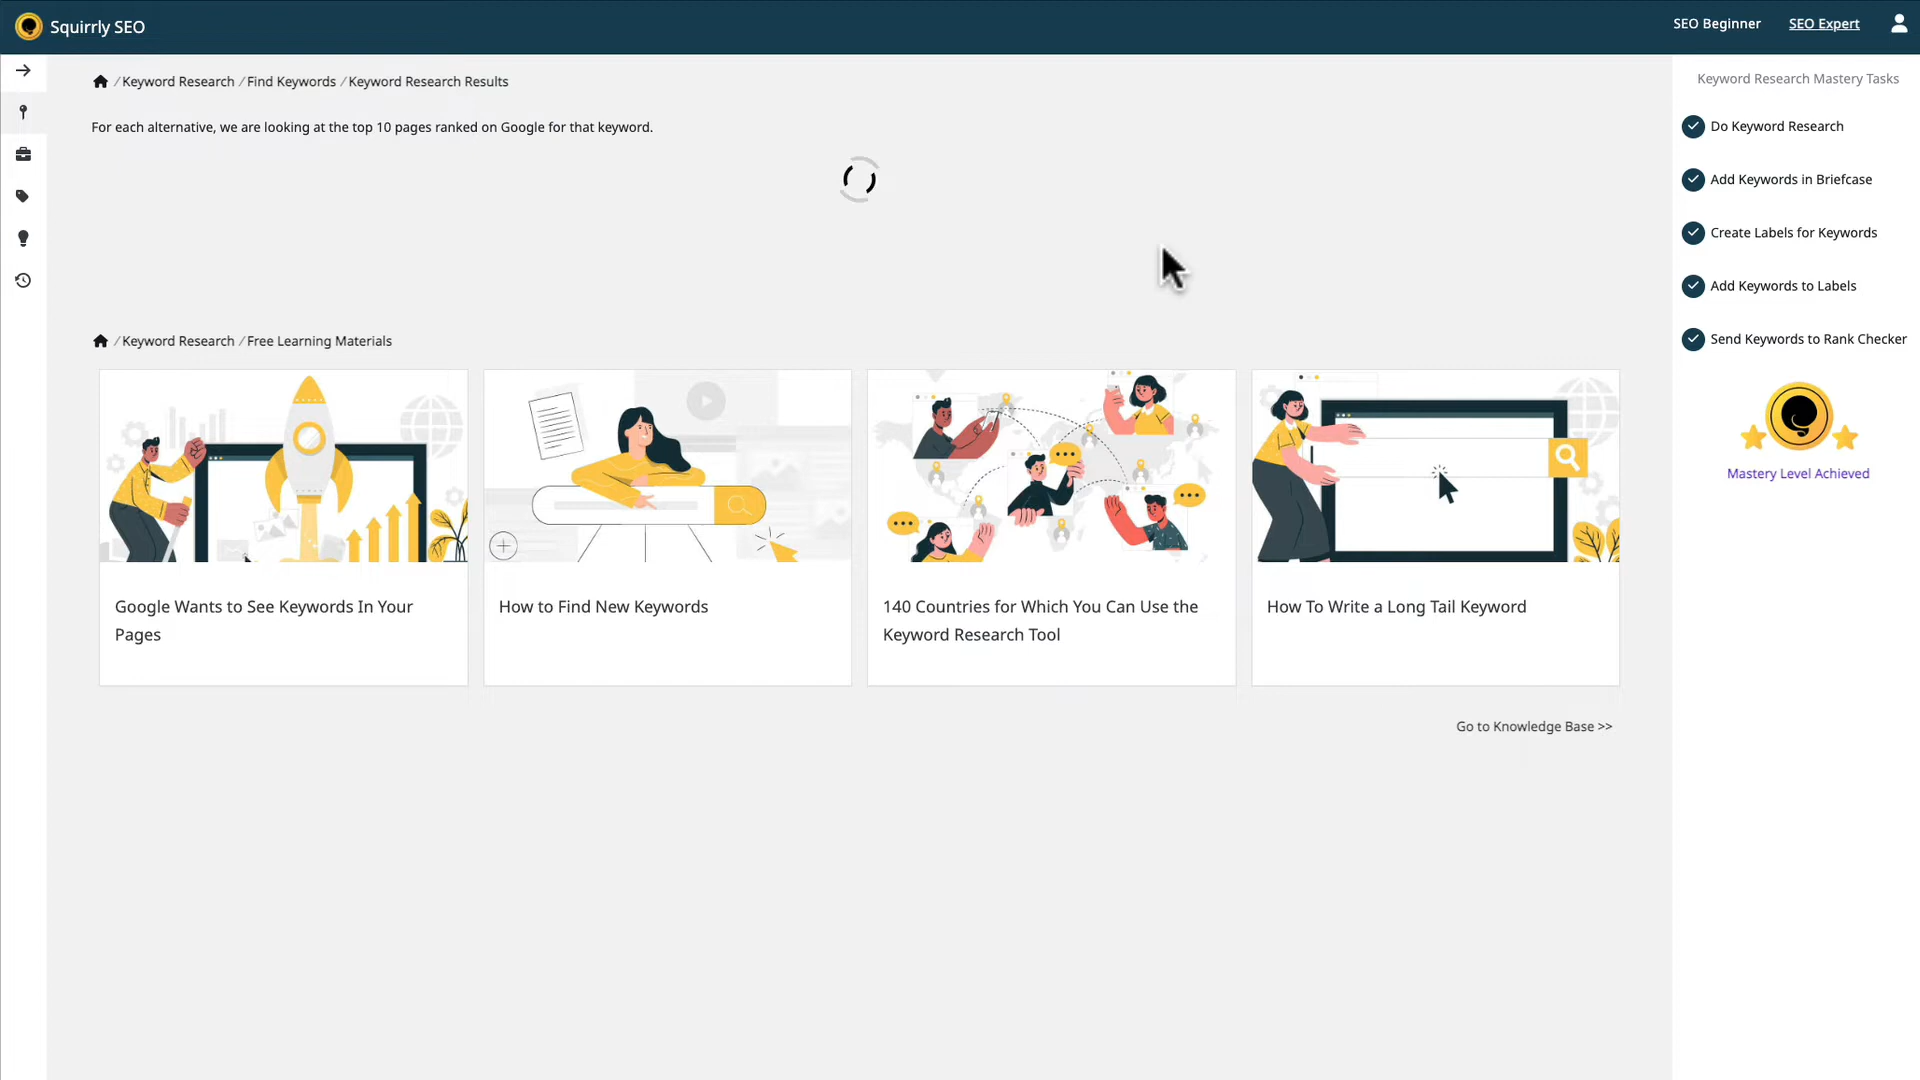 Squirrly SEO
SEO Beginner
SEO Expert
/ Keyword Research / Find Keywords / Keyword Research Results
For each alternative, we are looking at the top 10 pages ranked on Google for that keyword.
/ Keyword Research / Free Learning Materials
Google Wants to See Keywords In Your
Pages
How to Find New Keywords
140 Countries for Which You Can Use the
Keyword Research Tool
How To Write a Long Tail Keyword
Go to Knowledge Base >>
Keyword Research Mastery Tasks
Do Keyword Research
Add Keywords in Briefcase
Create Labels for Keywords
Add Keywords to Labels
Send Keywords to Rank Checker
Mastery Level Achieved